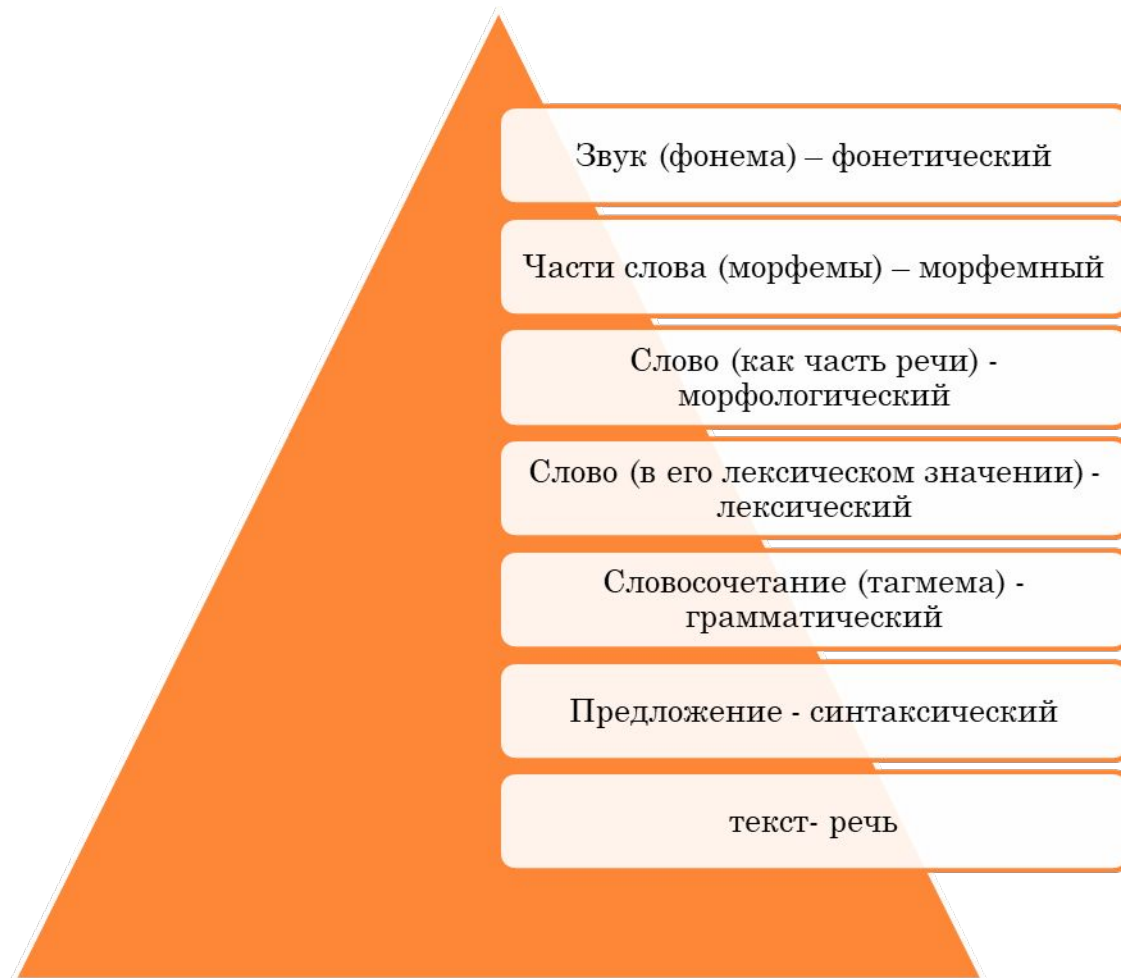 Звук (фонема) – фонетический
Части слова (морфемы) – морфемный
Слово (как часть речи) -
морфологический
Слово (в его лексическом значении) -
лексический
Словосочетание (тагмема) -
грамматический
Предложение - синтаксический
текст- речь